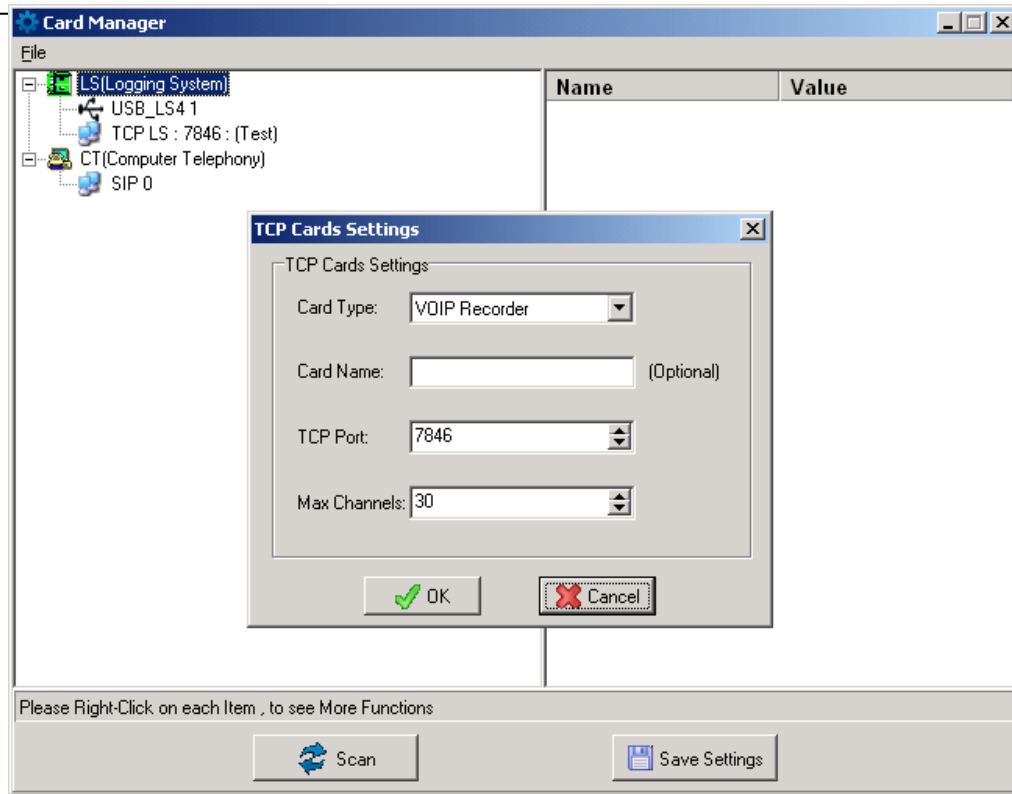 Card Manager
File
LS(Logging System)
USB_LS4 1
TCP LS : 7846 : (Test)
CT(Computer Telephony)
SIP 0
Name Value
TCP Cards Settings
TCP Cards Settings
Card Type: VOIP Recorder
Card Name: (Optional)
TCP Port: 7846
Max Channels: 30
OK Cancel
Please Right-Click on each Item , to see More Functions
Scan Save Settings